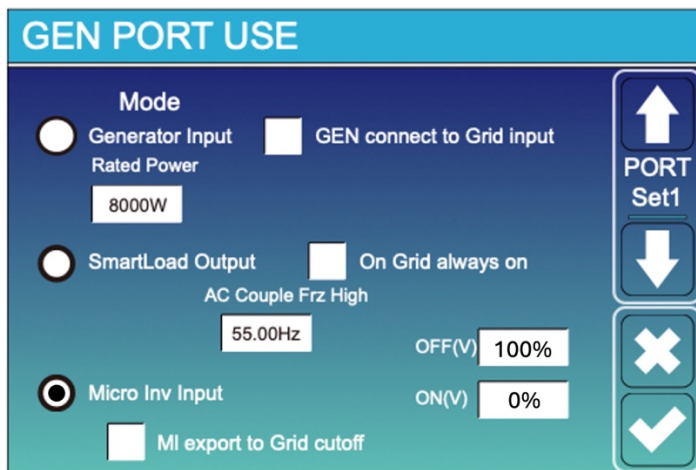 GEN PORT USE
Mode
Generator Input
GEN connect to Grid input
Rated Power
8000W
PORT
Set1
SmartLoad Output
On Grid always on
AC Couple Frz High
55.00Hz
OFF(V)
100%
Micro Inv Input
ON(V)
0%
MI export to Grid cutoff